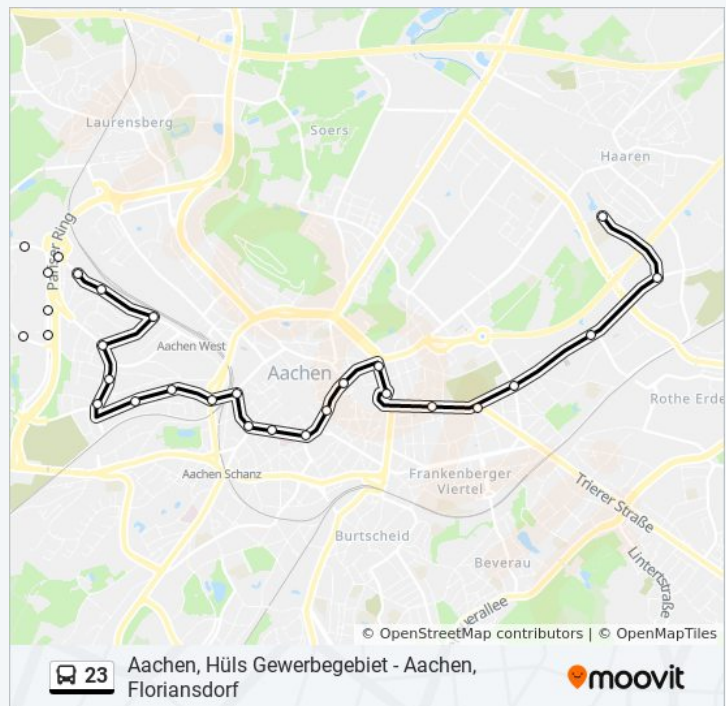 Laurensberg
Soers
Haaren
Pariser Ring
Aachen West
Aachen
Rothe Erde
Aachen Schanz
Frankenberger
Viertel
Trierer Straße
Burtscheid
Beverau
Lintertstraße
erallee
© OpenStreetMap contributors | © OpenMapTiles
23
Aachen, Hüls Gewerbegebiet - Aachen,
Floriansdorf
moovit